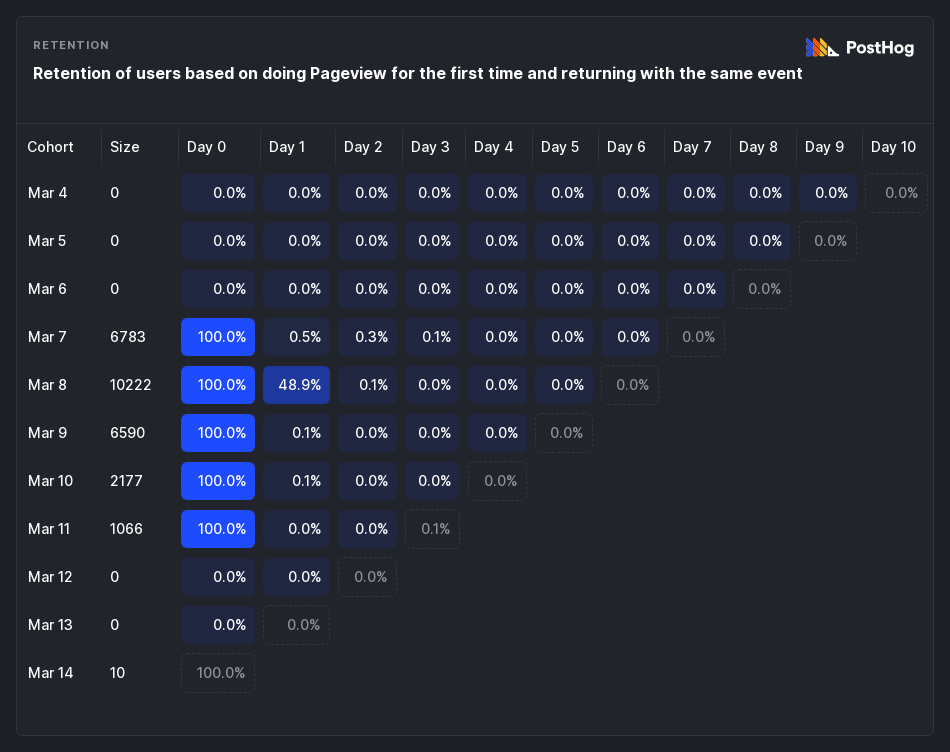 RETENTION
PostHog
Retention of users based on doing Pageview for the first time and returning with the same event
Cohort Size Day 0 Day 1 Day 2 Day 3 Day 4 Day 5 Day 6 Day 7 Day 8 Day 9 Day 10
Mar 4 0 0.0% 0.0% 0.0% 0.0% 0.0% 0.0% 0.0% 0.0% 0.0% 0.0% 0.0%
Mar 5 0 0.0% 0.0% 0.0% 0.0% 0.0% 0.0% 0.0% 0.0% 0.0% 0.0%
Mar 6 0 0.0% 0.0% 0.0% 0.0% 0.0% 0.0% 0.0% 0.0% 0.0%
Mar 7 6783 100.0% 0.5% 0.3% 0.1% 0.0% 0.0% 0.0% 0.0%
Mar 8 10222 100.0% 48.9% 0.1% 0.0% 0.0% 0.0% 0.0%
Mar 9 6590 100.0% 0.1% 0.0% 0.0% 0.0% 0.0%
Mar 10 2177 100.0% 0.1% 0.0% 0.0% 0.0%
Mar 11 1066 100.0% 0.0% 0.0% 0.1%
Mar 12 0 0.0% 0.0% 0.0%
Mar 13 0 0.0% 0.0%
Mar 14 10 100.0%